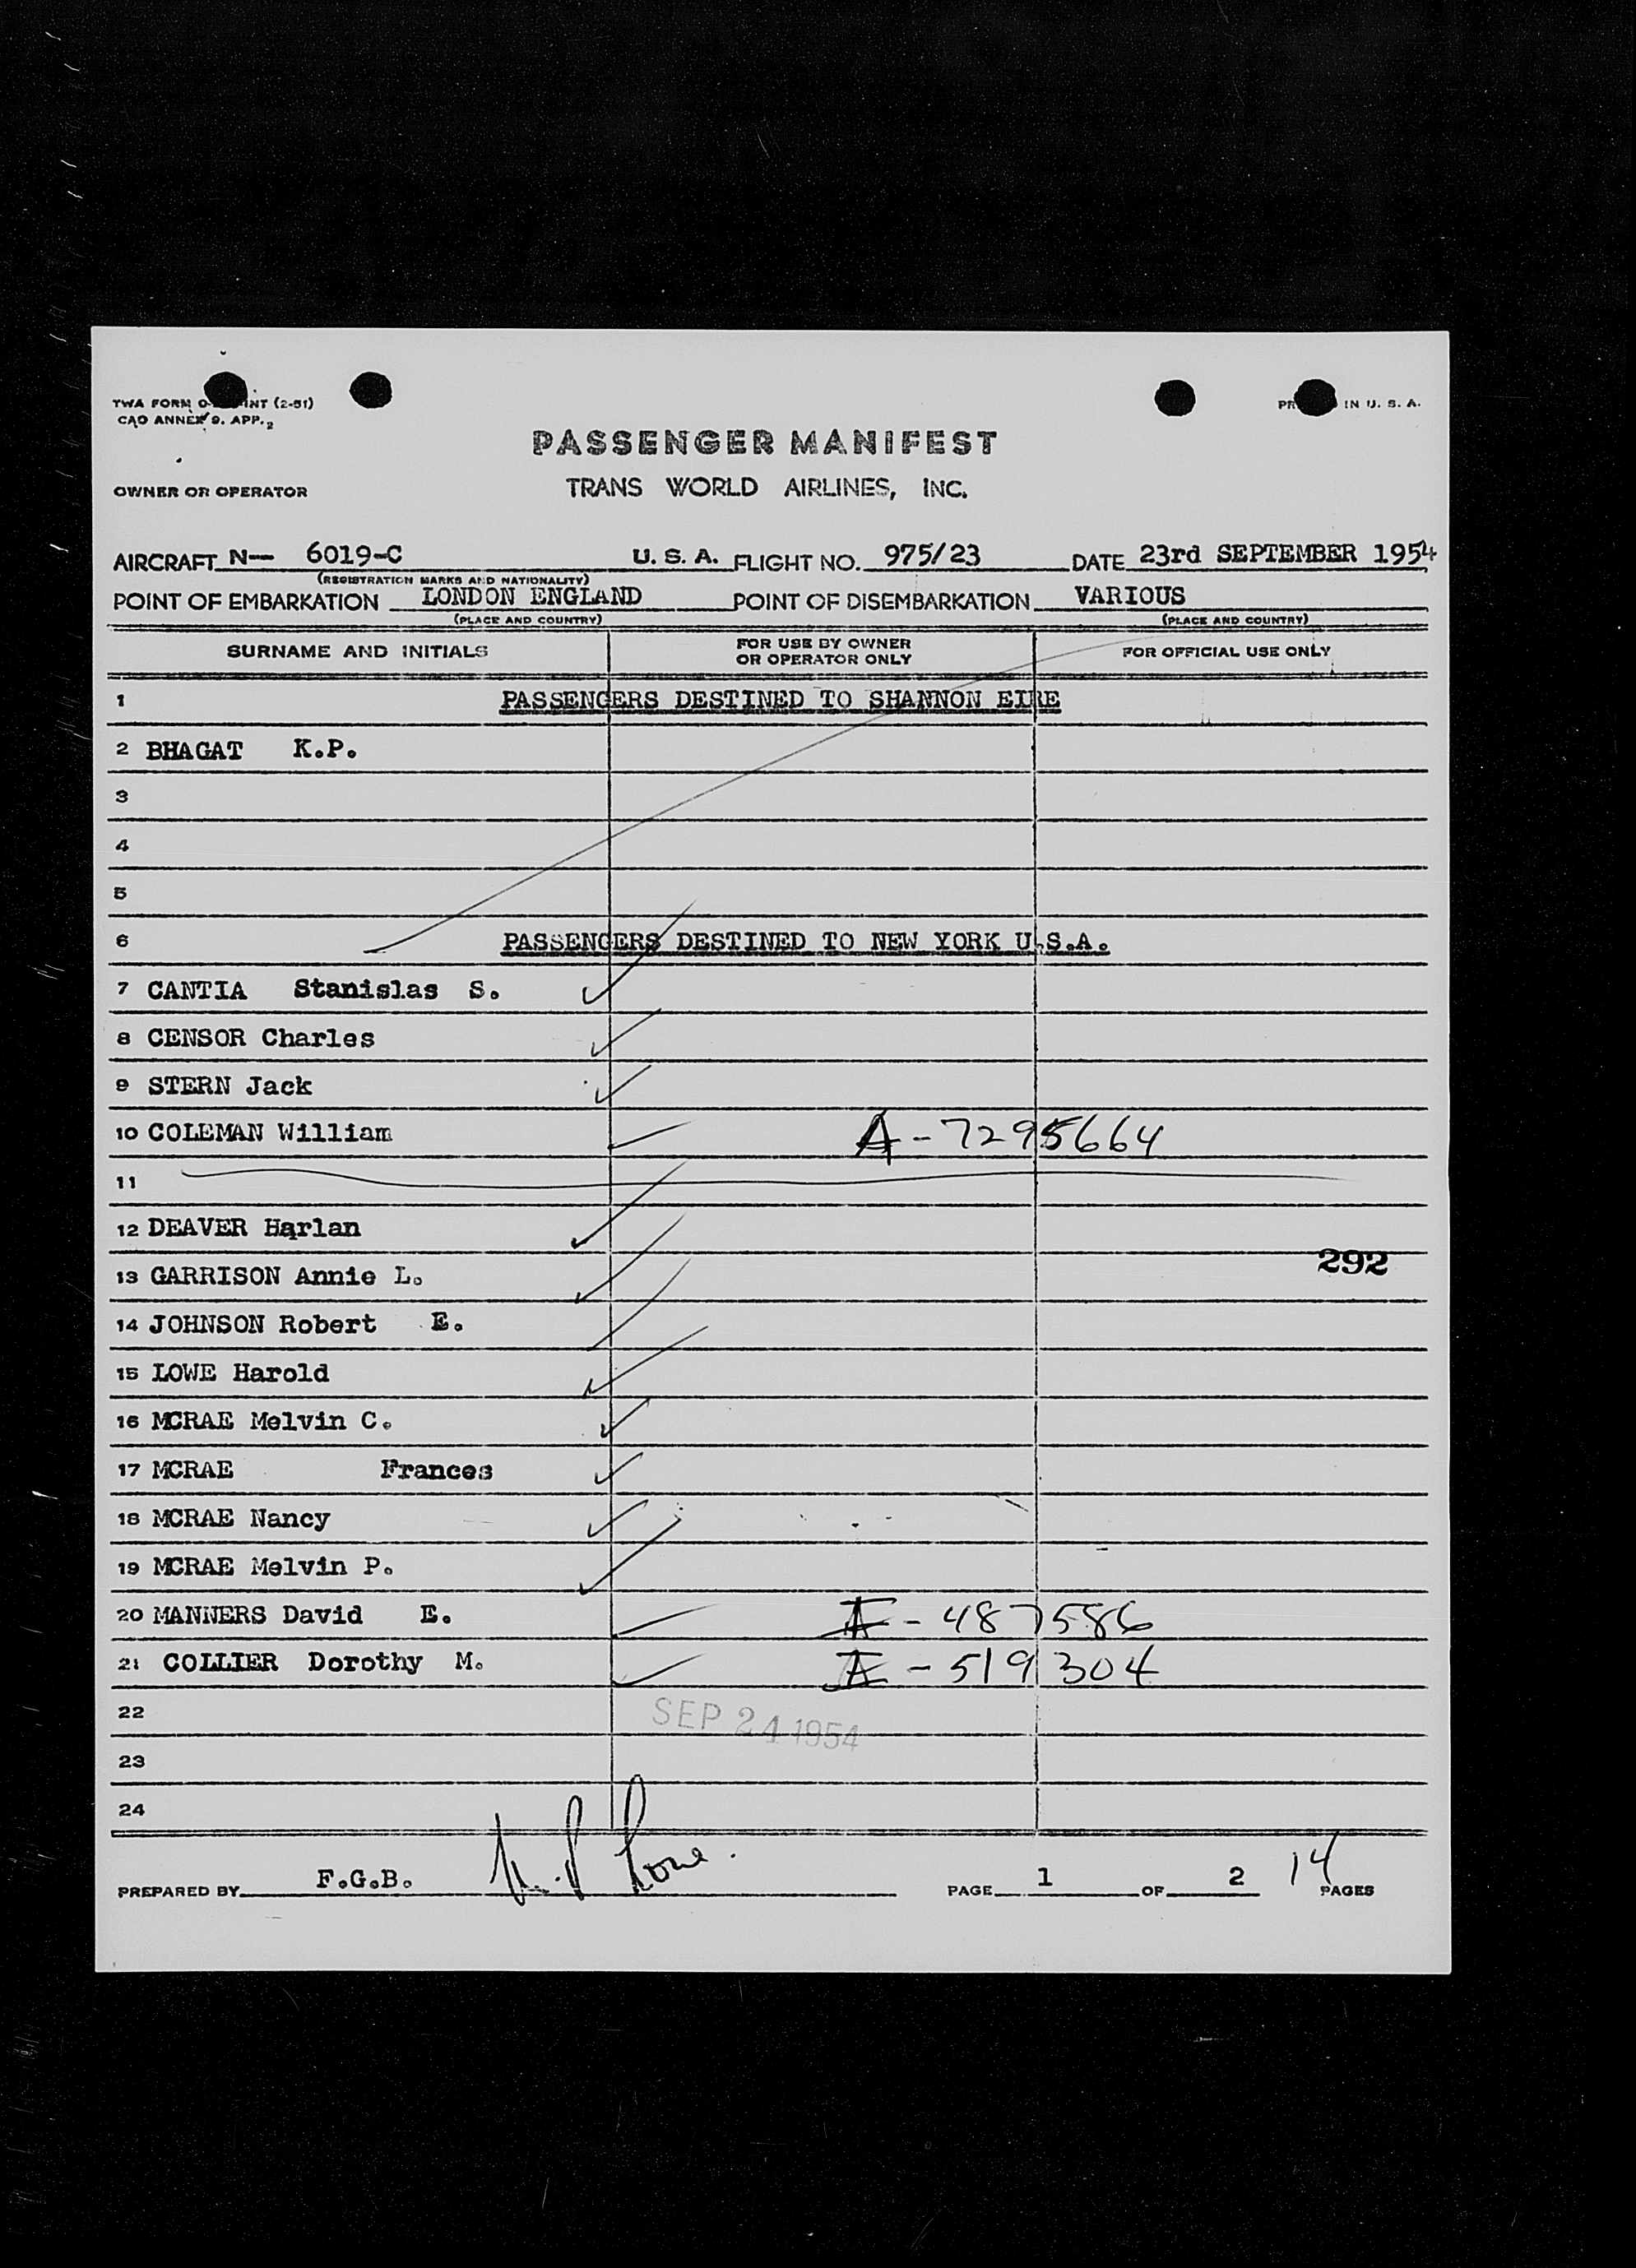 TWA FORM O INT (2-51)
CAO ANNEX 9. APP. 2
IN U. S. A.
PASSENGER MANIFEST
OWNER OR OPERATOR
TRANS WORLD AIRLINES, INC.
AIRCRAFT N— 6019-C U. S. A. FLIGHT NO. 975/23 DATE 23rd SEPTEMBER 1954
(REGISTRATION MARKS AND NATIONALITY)
POINT OF EMBARKATION LONDON ENGLAND POINT OF DISEMBARKATION VARIOUS
(PLACE AND COUNTRY) (PLACE AND COUNTRY)
SURNAME AND INITIALS FOR USE BY OWNER OR OPERATOR ONLY FOR OFFICIAL USE ONLY
1 PASSENGERS DESTINED TO SHANNON EIRE
2 BHAGAT K.P.
3
4
5
6 PASSENGERS DESTINED TO NEW YORK U.S.A.
7 CANTIA Stanislas S.
8 CENSOR Charles
9 STERN Jack
10 COLEMAN William A-7295664
11
12 DEAVER Harlan
292
13 GARRISON Annie L.
14 JOHNSON Robert E.
15 LOWE Harold
16 MCRAE Melvin C.
17 MCRAE Frances
18 MCRAE Nancy
19 MCRAE Melvin P.
20 MANNERS David E. I-487586
21 COLLIER Dorothy M. I-519304
22
SEP 24 1954
23
24
PREPARED BY F.G.B. PAGE 1 OF 2 14 PAGES